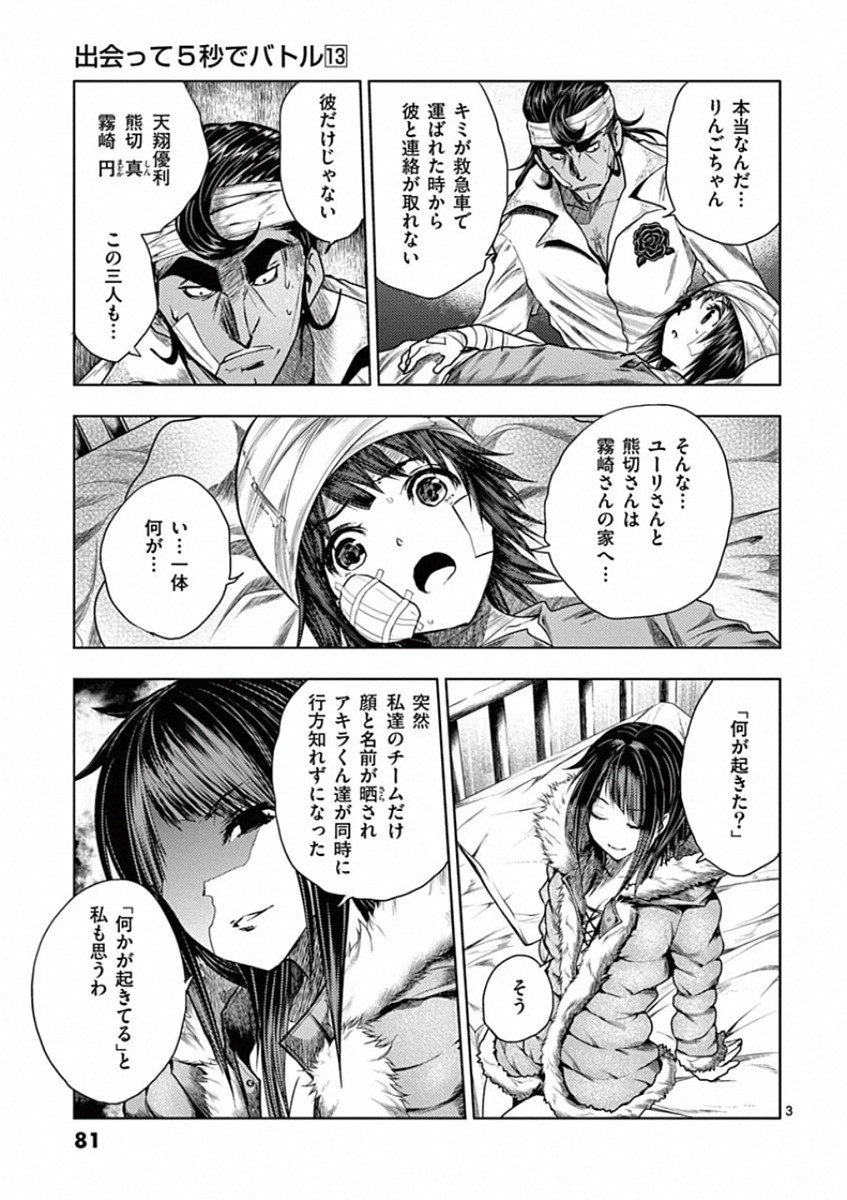 出会って5秒でバトル13
本当なんだ…
りんごちゃん
キミが救急車で
運ばれた時から
彼と連絡が取れない
彼だけじゃない
天翔優利
熊切 真
しん
霧崎 円
まどか
この三人も…
そんな…
ユーリさんと
熊切さんは
霧崎さんの家へ…
い…一体
何が…
「何が起きた?」
そう
突然
私達のチームだけ
顔と名前が晒され
さら
アキラくん達が同時に
行方知れずになった
「何かが起きてる」と
私も思うわ
3
81